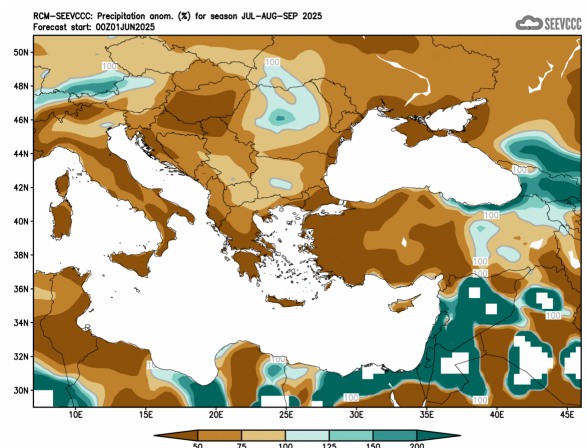 RCM-SEEVCCC: Precipitation anom. (%) for season JUL-AUG-SEP 2025
Forecast start: 00Z01JUN2025
SEEVCCC
50N
48N
46N
44N
42N
40N
38N
36N
34N
32N
30N
100
100
100
100
100
100
100
100
100
100
10E
15E
20E
25E
30E
35E
40E
45E
50
75
100
125
150
200